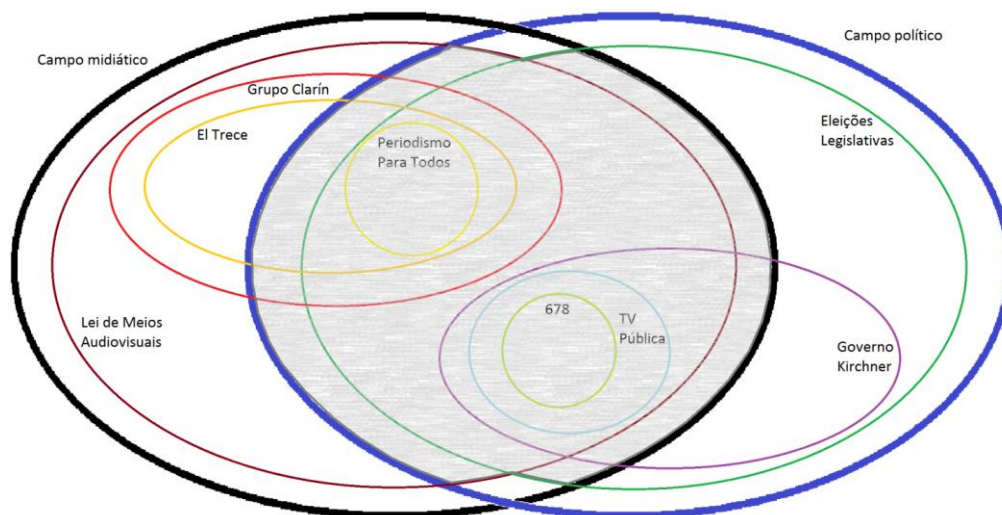 Campo midiático
Campo político
Grupo Clarín
El Trece
Periodismo
Para Todos
Eleições
Legislativas
678
TV
Pública
Lei de Meios
Audiovisuais
Governo
Kirchner